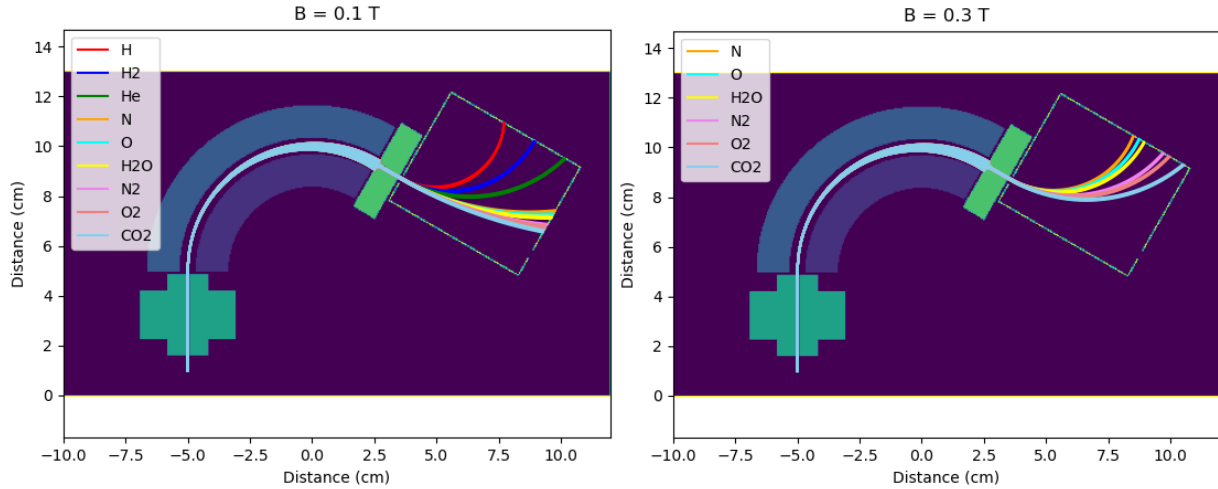 B = 0.1 T
14
12
10
8
6
4
2
0
Distance (cm)
H
H2
He
N
O
H2O
N2
O2
CO2
−10.0 −7.5 −5.0 −2.5 0.0 2.5 5.0 7.5 10.0
Distance (cm)
B = 0.3 T
14
12
10
8
6
4
2
0
Distance (cm)
N
O
H2O
N2
O2
CO2
−10.0 −7.5 −5.0 −2.5 0.0 2.5 5.0 7.5 10.0
Distance (cm)